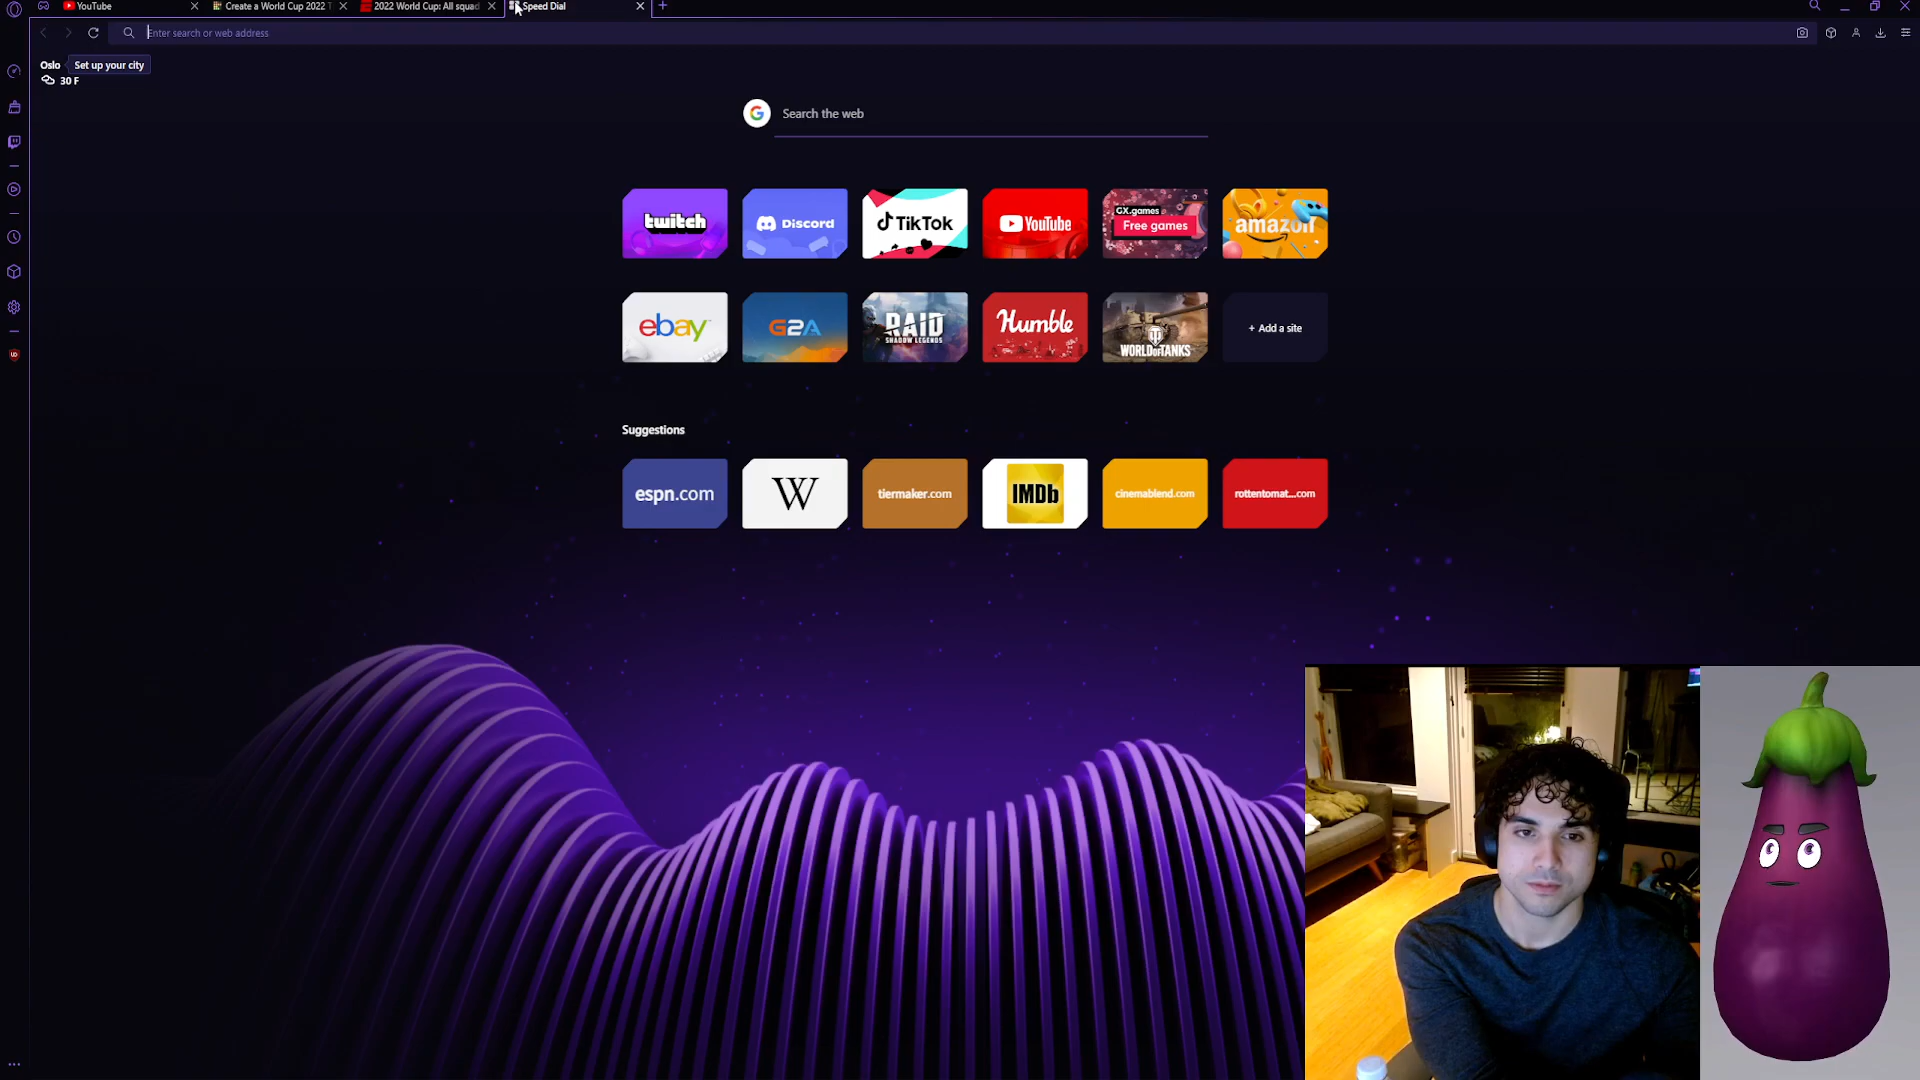 YouTube
Create a World Cup 2022 T
2022 World Cup: All squad
Speed Dial
Enter search or web address
Oslo
Set up your city
30 F
Search the web
twitch
Discord
TikTok
YouTube
GX.games
Free games
amazon
ebay
G2A
RAID
SHADOW LEGENDS
Humble
WORLD OF TANKS
+ Add a site
Suggestions
espn.com
W
tiermaker.com
IMDb
cinemablend.com
rottentomat...com